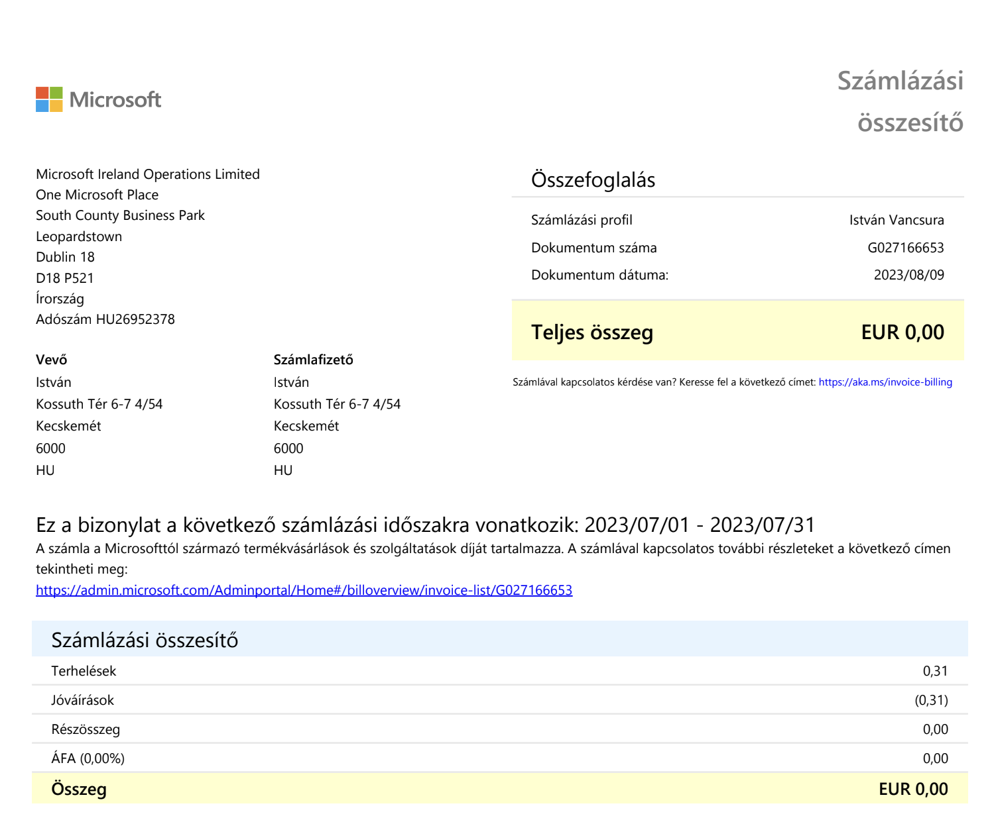 Microsoft
Számlázási
összesítő
Microsoft Ireland Operations Limited
One Microsoft Place
South County Business Park
Leopardstown
Dublin 18
D18 P521
Írország
Adószám HU26952378
Összefoglalás
Számlázási profil István Vancsura
Dokumentum száma G027166653
Dokumentum dátuma: 2023/08/09
Teljes összeg EUR 0,00
Számlával kapcsolatos kérdése van? Keresse fel a következő címet: https://aka.ms/invoice-billing
Vevő Számlafizető
István István
Kossuth Tér 6-7 4/54 Kossuth Tér 6-7 4/54
Kecskemét Kecskemét
6000 6000
HU HU
Ez a bizonylat a következő számlázási időszakra vonatkozik: 2023/07/01 - 2023/07/31
A számla a Microsofttól származó termékvásárlások és szolgáltatások díját tartalmazza. A számlával kapcsolatos további részleteket a következő címen
tekintheti meg:
https://admin.microsoft.com/Adminportal/Home#/billoverview/invoice-list/G027166653
Számlázási összesítő
Terhelések 0,31
Jóváírások (0,31)
Részösszeg 0,00
ÁFA (0,00%) 0,00
Összeg EUR 0,00